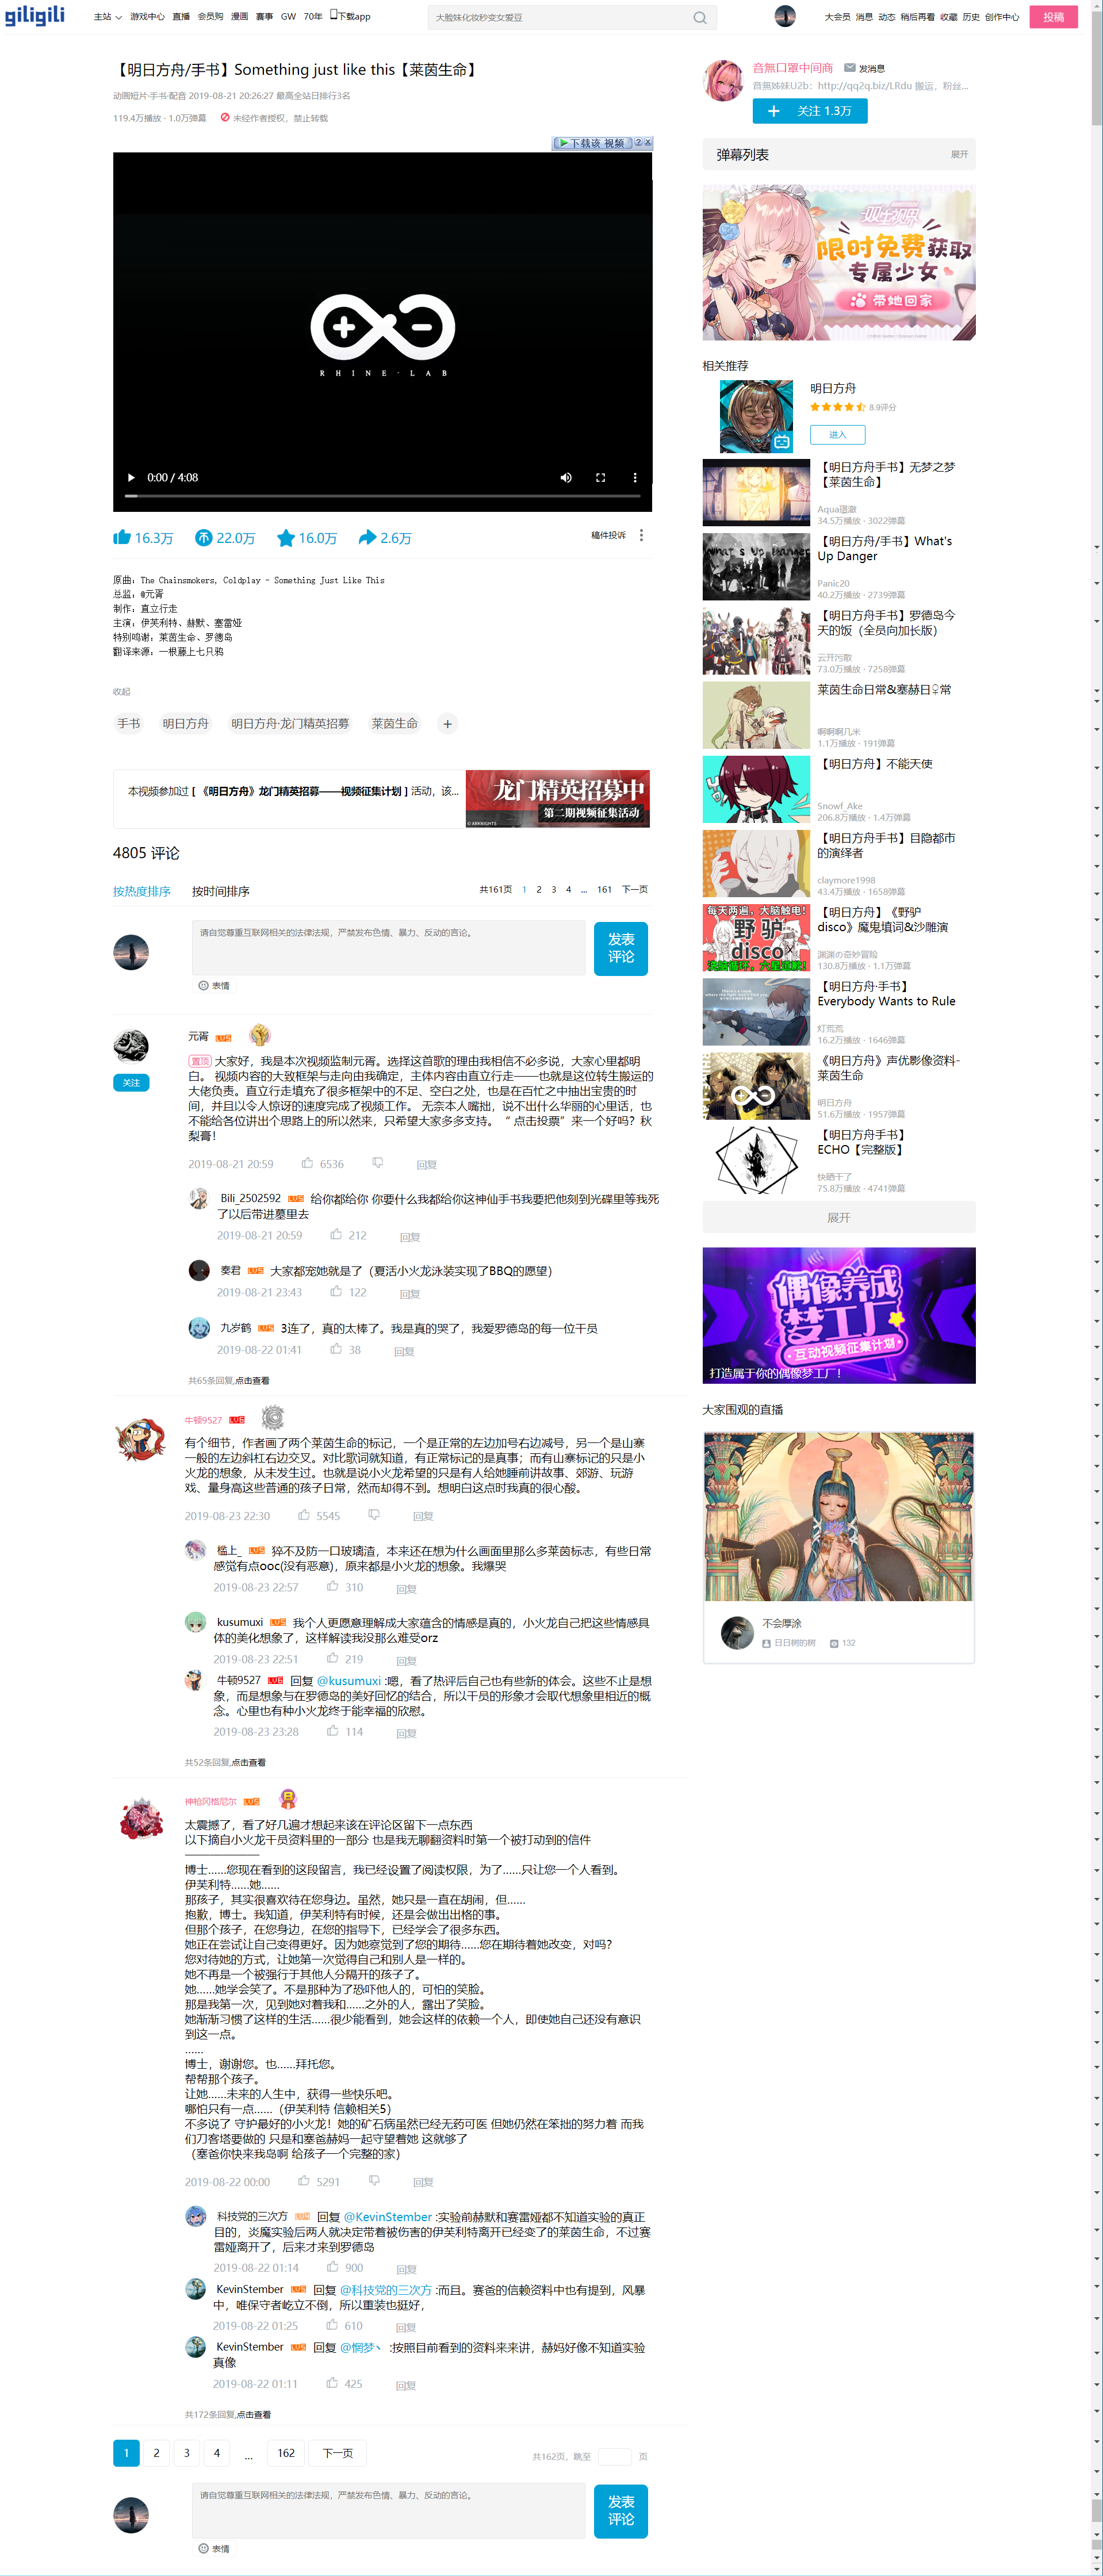 giligili 主站 游戏中心 直播 会员购 漫画 赛事 GW 70年 下载app 大脸妹化妆秒变女爱豆 大会员 消息 动态 稍后再看 收藏 历史 创作中心 投稿
【明日方舟/手书】Something just like this【莱茵生命】
动画短片·手书·配音 2019-08-21 20:26:27 最高全站日排行3名
119.4万播放 · 1.0万弹幕 未经作者授权，禁止转载
下载该 视频 ? X
RHINE·LAB
0:00 / 4:08
16.3万 22.0万 16.0万 2.6万 稿件投诉
原曲：The Chainsmokers, Coldplay - Something Just Like This
总监：@元胥
制作：直立行走
主演：伊芙利特、赫默、塞雷娅
特别鸣谢：莱茵生命、罗德岛
翻译来源：一根藤上七只鸦
收起
手书 明日方舟 明日方舟·龙门精英招募 莱茵生命 +
本视频参加过 [ 《明日方舟》龙门精英招募——视频征集计划 ] 活动，该...
龙门精英招募中
第二期视频征集活动
4805 评论
按热度排序 按时间排序 共161页 1 2 3 4 ... 161 下一页
请自觉尊重互联网相关的法律法规，严禁发布色情、暴力、反动的言论。
发表
评论
表情
元胥 LV5
关注
置顶 大家好，我是本次视频监制元胥。选择这首歌的理由我相信不必多说，大家心里都明
白。 视频内容的大致框架与走向由我确定，主体内容由直立行走——也就是这位转生搬运的
大佬负责。直立行走填充了很多框架中的不足、空白之处，也是在百忙之中抽出宝贵的时
间，并且以令人惊讶的速度完成了视频工作。 无奈本人嘴拙，说不出什么华丽的心里话，也
不能给各位讲出个思路上的所以然来，只希望大家多多支持。 “ 点击投票”来一个好吗？秋
梨膏！
2019-08-21 20:59 6536 回复
Bili_2502592 LV5 给你都给你 你要什么我都给你这神仙手书我要把他刻到光碟里等我死
了以后带进墓里去
2019-08-21 20:59 212 回复
奏君 LV5 大家都宠她就是了（夏活小火龙泳装实现了BBQ的愿望）
2019-08-21 23:43 122 回复
九岁鹤 LV5 3连了，真的太棒了。我是真的哭了，我爱罗德岛的每一位干员
2019-08-22 01:41 38 回复
共65条回复,点击查看
牛顿9527 LV6
有个细节，作者画了两个莱茵生命的标记，一个是正常的左边加号右边减号，另一个是山寨
一般的左边斜杠右边交叉。对比歌词就知道，有正常标记的是真事；而有山寨标记的只是小
火龙的想象，从未发生过。也就是说小火龙希望的只是有人给她睡前讲故事、郊游、玩游
戏、量身高这些普通的孩子日常，然而却得不到。想明白这点时我真的很心酸。
2019-08-23 22:30 5545 回复
槛上_ LV5 猝不及防一口玻璃渣，本来还在想为什么画面里那么多莱茵标志，有些日常
感觉有点ooc(没有恶意)，原来都是小火龙的想象。我爆哭
2019-08-23 22:57 310 回复
kusumuxi LV5 我个人更愿意理解成大家蕴含的情感是真的，小火龙自己把这些情感具
体的美化想象了，这样解读我没那么难受orz
2019-08-23 22:51 219 回复
牛顿9527 LV6 回复 @kusumuxi :嗯，看了热评后自己也有些新的体会。这些不止是想
象，而是想象与在罗德岛的美好回忆的结合，所以干员的形象才会取代想象里相近的概
念。心里也有种小火龙终于能幸福的欣慰。
2019-08-23 23:28 114 回复
共52条回复,点击查看
神枪冈格尼尔 LV5
太震撼了，看了好几遍才想起来该在评论区留下一点东西
以下摘自小火龙干员资料里的一部分 也是我无聊翻资料时第一个被打动到的信件
——————
博士......您现在看到的这段留言，我已经设置了阅读权限，为了......只让您一个人看到。
伊芙利特......她......
那孩子，其实很喜欢待在您身边。虽然，她只是一直在胡闹，但......
抱歉，博士。我知道，伊芙利特有时候，还是会做出出格的事。
但那个孩子，在您身边，在您的指导下，已经学会了很多东西。
她正在尝试让自己变得更好。因为她察觉到了您的期待......您在期待着她改变，对吗？
您对待她的方式，让她第一次觉得自己和别人是一样的。
她不再是一个被强行于其他人分隔开的孩子了。
她......她学会笑了。不是那种为了恐吓他人的，可怕的笑脸。
那是我第一次，见到她对着我和......之外的人，露出了笑脸。
她渐渐习惯了这样的生活......很少能看到，她会这样的依赖一个人，即使她自己还没有意识
到这一点。
......
博士，谢谢您。也......拜托您。
帮帮那个孩子。
让她......未来的人生中，获得一些快乐吧。
哪怕只有一点......（伊芙利特 信赖相关5）
不多说了 守护最好的小火龙！她的矿石病虽然已经无药可医 但她仍然在笨拙的努力着 而我
们刀客塔要做的 只是和塞爸赫妈一起守望着她 这就够了
（塞爸你快来我岛啊 给孩子一个完整的家）
2019-08-22 00:00 5291 回复
科技党的三次方 回复 @KevinStember :实验前赫默和赛雷娅都不知道实验的真正
目的，炎魔实验后两人就决定带着被伤害的伊芙利特离开已经变了的莱茵生命，不过赛
雷娅离开了，后来才来到罗德岛
2019-08-22 01:14 900 回复
KevinStember LV5 回复 @科技党的三次方 :而且。赛爸的信赖资料中也有提到，风暴
中，唯保守者屹立不倒，所以重装也挺好，
2019-08-22 01:25 610 回复
KevinStember LV5 回复 @惘梦丶 :按照目前看到的资料来来讲，赫妈好像不知道实验
真像
2019-08-22 01:11 425 回复
共172条回复,点击查看
1 2 3 4 ... 162 下一页 共162页，跳至 页
请自觉尊重互联网相关的法律法规，严禁发布色情、暴力、反动的言论。
发表
评论
表情
音無口罩中间商 发消息
音無姊妹U2b：http://qq2q.biz/LRdu 搬运，粉丝...
+ 关注 1.3万
弹幕列表 展开
双生视界
限时免费获取
专属少女
带她回家
相关推荐
明日方舟
8.9评分
进入
【明日方舟手书】无梦之梦
【莱茵生命】
34.5万播放 · 3022弹幕
【明日方舟/手书】What's
Up Danger
Panic20
40.2万播放 · 2739弹幕
【明日方舟手书】罗德岛今
天的饭（全员向加长版）
云开污散
73.0万播放 · 7258弹幕
莱茵生命日常&塞赫日♀常
啊啊啊几米
1.1万播放 · 191弹幕
【明日方舟】不能天使
Snowf_Ake
206.8万播放 · 1.4万弹幕
【明日方舟手书】目隐都市
的演绎者
claymore1998
43.4万播放 · 1658弹幕
每天两遍，大脑触电！
野驴
disco
洗脑循环，六星道解！
【明日方舟】《野驴
disco》魔鬼填词&沙雕演
渊渊の奇妙冒险
130.8万播放 · 1.1万弹幕
【明日方舟·手书】
Everybody Wants to Rule
灯荒荒
16.2万播放 · 1646弹幕
《明日方舟》声优影像资料-
莱茵生命
明日方舟
51.6万播放 · 1957弹幕
【明日方舟手书】
ECHO【完整版】
快晒干了
75.8万播放 · 4741弹幕
展开
偶像养成
梦工厂
互动视频征集计划
打造属于你的偶像梦工厂！
大家围观的直播
不会厚涂
日日树的树 132